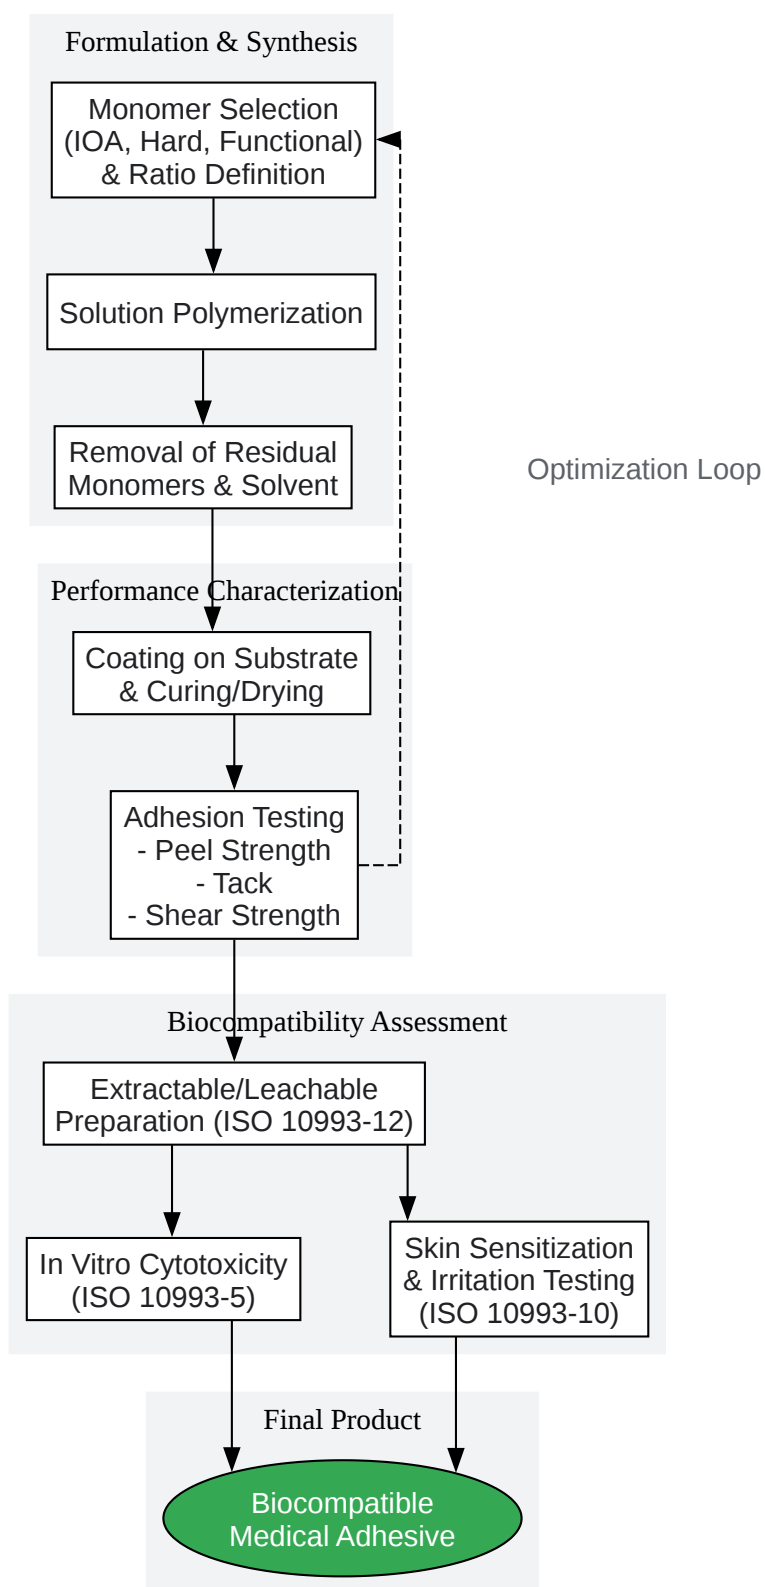 Formulation & Synthesis
Monomer Selection
(IOA, Hard, Functional)
& Ratio Definition
Solution Polymerization
Removal of Residual
Monomers & Solvent
Optimization Loop
Performance Characterization
Coating on Substrate
& Curing/Drying
Adhesion Testing
- Peel Strength
- Tack
- Shear Strength
Biocompatibility Assessment
Extractable/Leachable
Preparation (ISO 10993-12)
In Vitro Cytotoxicity
(ISO 10993-5)
Skin Sensitization
& Irritation Testing
(ISO 10993-10)
Final Product
Biocompatible
Medical Adhesive